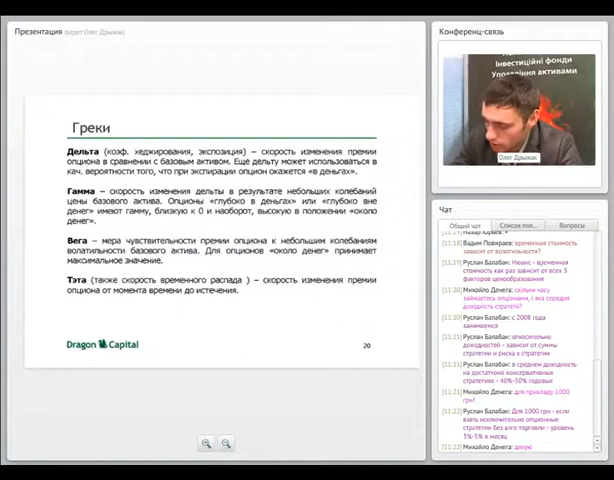 Презентация (ведет Олег Дрыжак)
Греки
Дельта (коэф. хеджирования, экспозиция) – скорость изменения премии
опциона в сравнении с базовым активом. Еще дельту может использоваться в
кач. вероятности того, что при экспирации опцион окажется «в деньгах».
Гамма – скорость изменения дельты в результате небольших колебаний
цены базового актива. Опционы «глубоко в деньгах» или «глубоко вне
денег» имеют гамму, близкую к 0 и наоборот, высокую в положении «около
денег».
Вега – мера чувствительности премии опциона к небольшим колебаниям
волатильности базового актива. Для опционов «около денег» принимает
максимальное значение.
Тэта (также скорость временного распада ) – скорость изменения премии
опциона от момента времени до истечения.
Dragon Capital
20
Конференц-связь
Інвестиційні фонди
Управління активами
Олег Дрыжак
Чат
Общий чат
Список пол...
Вопросы
[11:18] Вадим Повираев: временная стоимость
зависит от волотильности?
[11:19] Руслан Балабан: Нюанс - временная
стоимость как раз зависит от всех 5
факторов ценообразования
[11:20] Михайло Денега: скільки часу
займаєтесь опціонами, і яка середня
дохідність стратегії?
[11:20] Руслан Балабан: с 2008 года
занимаемся
[11:21] Руслан Балабан: относительно
доходностей - зависит от суммы
стратегии и риска к стратегии
[11:21] Руслан Балабан: в среднем доходность
на достаточно консервативных
стратегиях - 40%-50% годовых
[11:21] Михайло Денега: для прикладу 1000
грн!
[11:22] Руслан Балабан: Для 1000 грн - если
взять исключительно опционные
стратегии без алго торговли - уровень
3%-5% в месяц
[11:22] Михайло Денега: дякую